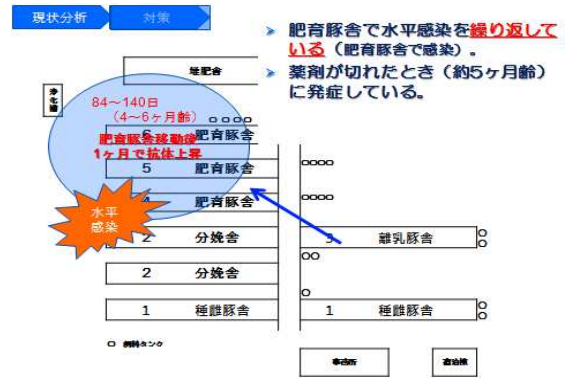 現状分析
対策
➢ 肥育豚舎で水平感染を繰り返して
いる（肥育豚舎で感染）。
➢ 薬剤が切れたとき（約5ヶ月齢）
に発症している。
堆肥舎
浄化槽
84～140日
（4～6ヶ月齢）
肥育豚舎移動後
1ヶ月で抗体上昇
6 肥育豚舎
5 肥育豚舎
4 肥育豚舎
水平
感染
2 分娩舎
3 離乳豚舎
2 分娩舎
1 種雌豚舎
1 種雌豚舎
飼料タンク
事務所